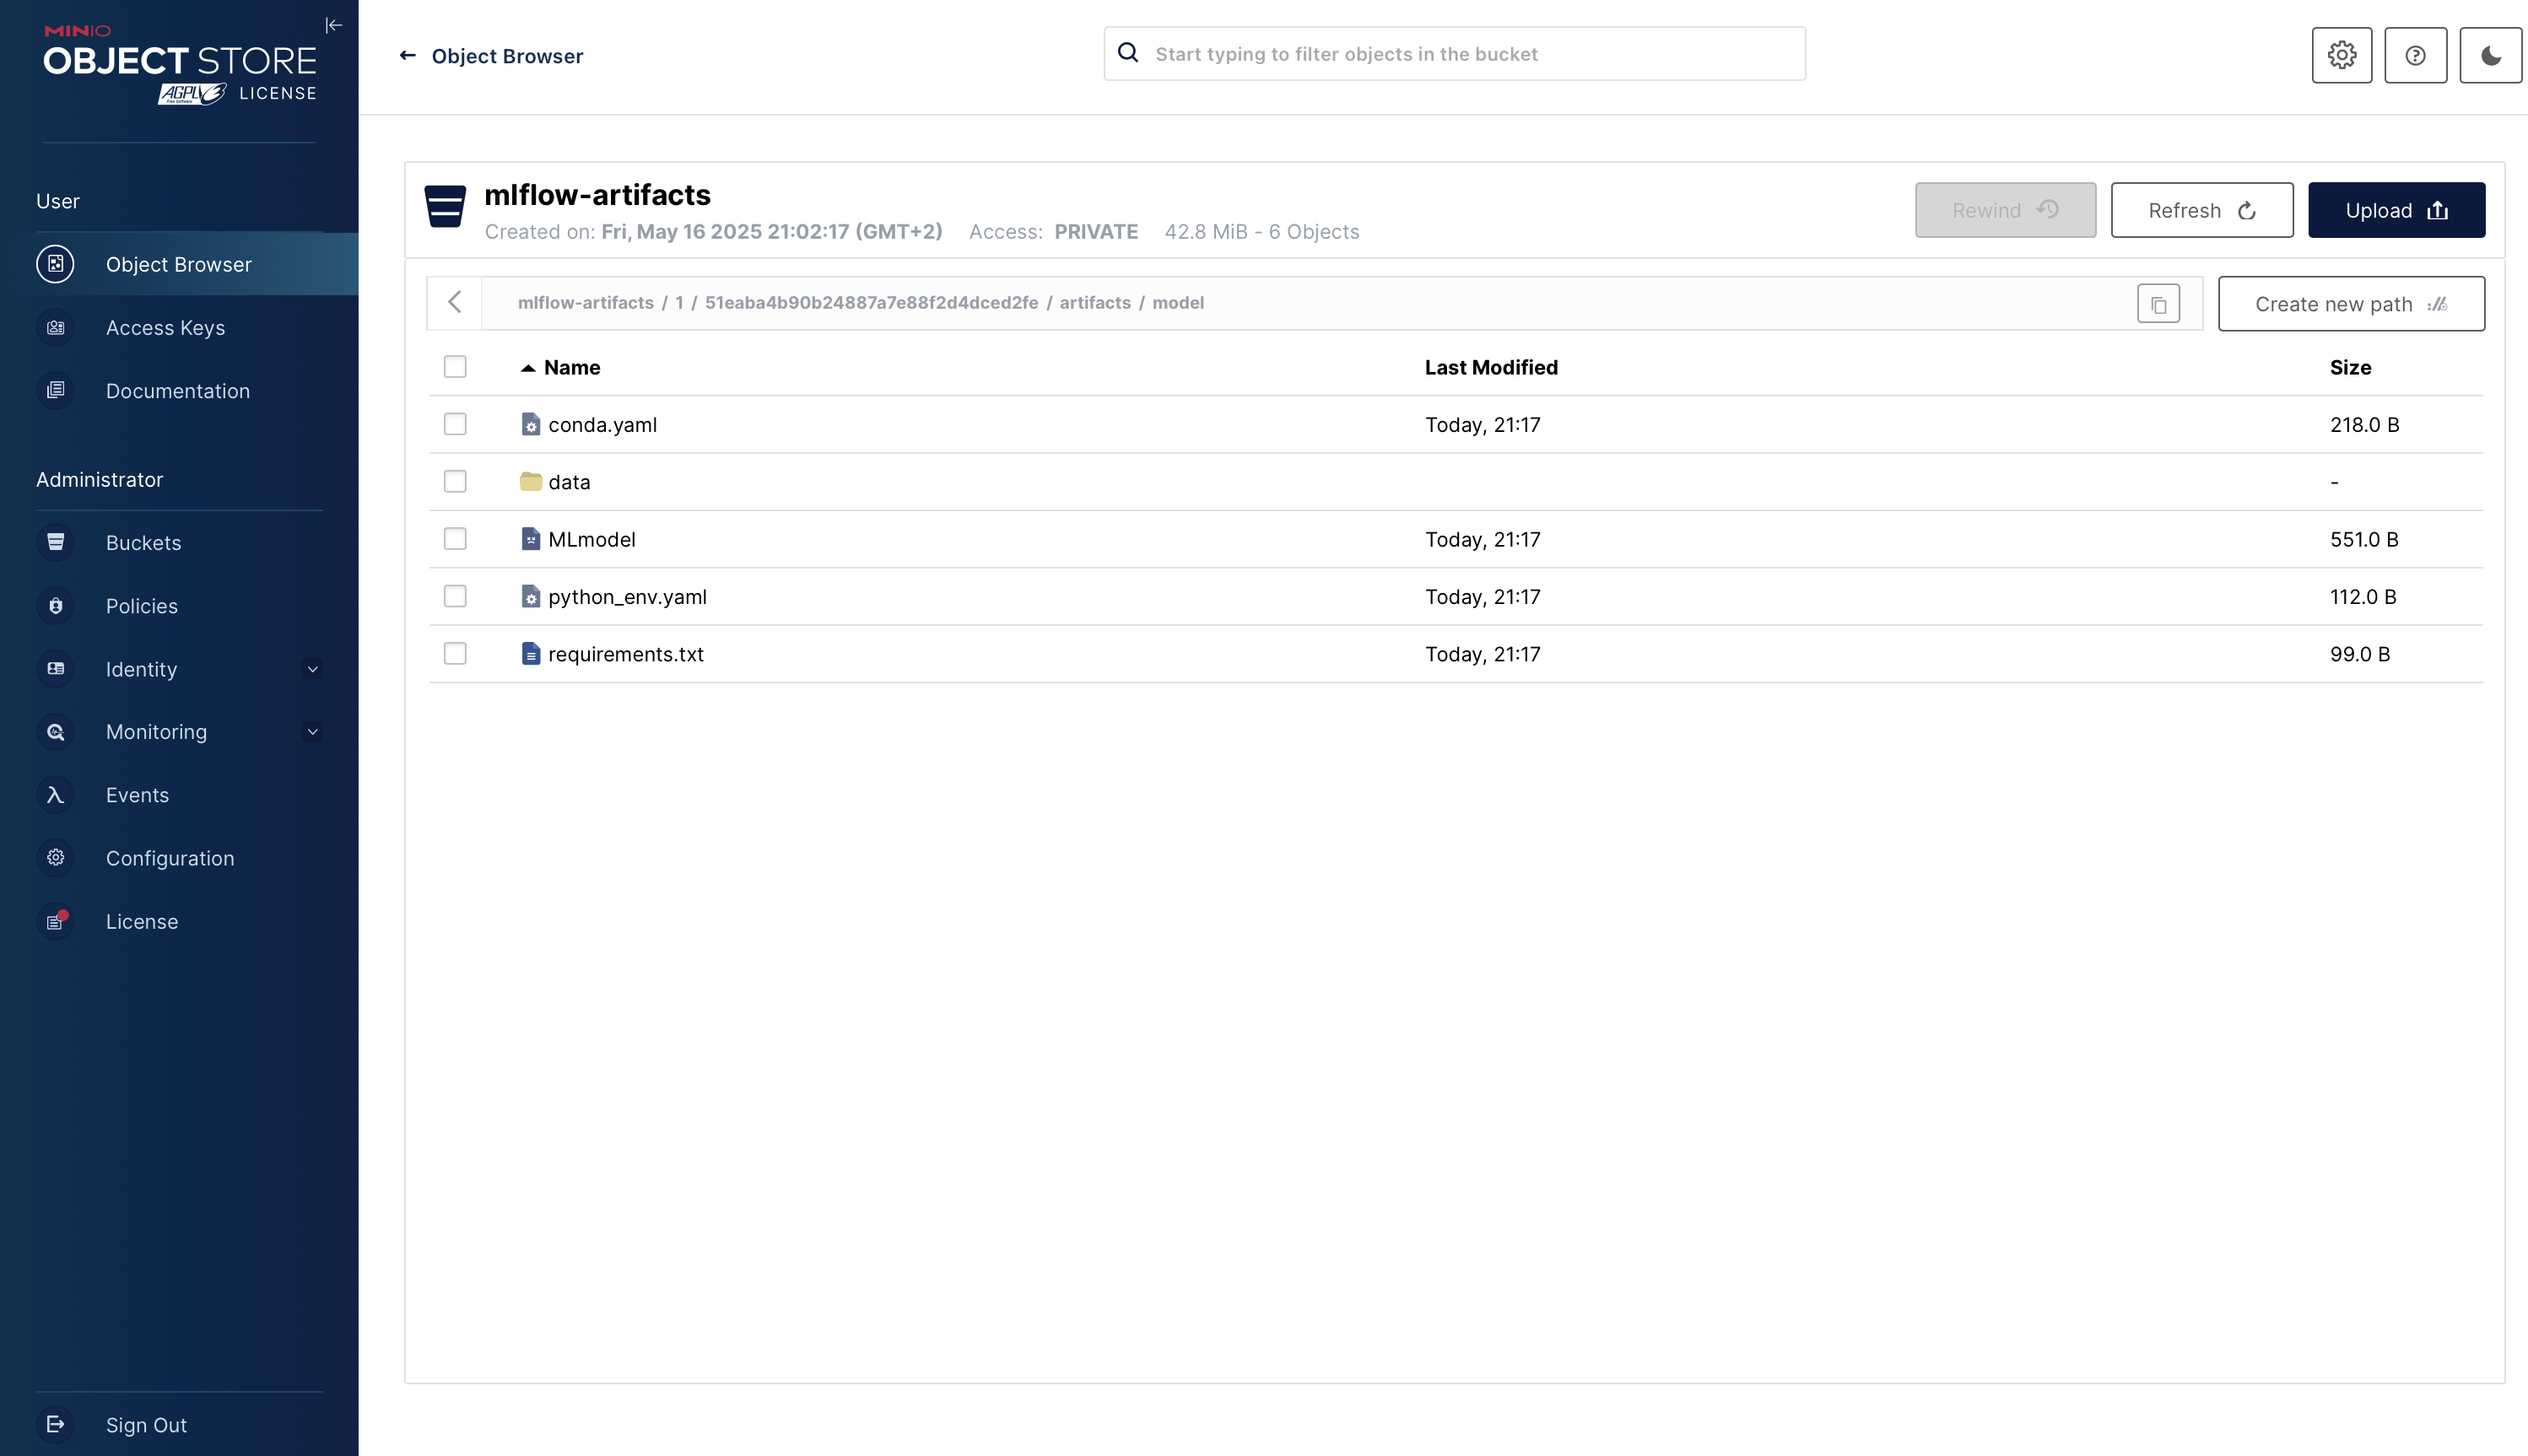 MINIO
OBJECT STORE
AGPL v3 Free Software LICENSE
User
Object Browser
Access Keys
Documentation
Administrator
Buckets
Policies
Identity
Monitoring
Events
Configuration
License
Sign Out
Object Browser
Start typing to filter objects in the bucket
mlflow-artifacts
Created on: Fri, May 16 2025 21:02:17 (GMT+2) Access: PRIVATE 42.8 MiB - 6 Objects
Rewind
Refresh
Upload
mlflow-artifacts / 1 / 51eaba4b90b24887a7e88f2d4dced2fe / artifacts / model
Create new path
Name Last Modified Size
conda.yaml Today, 21:17 218.0 B
data -
MLmodel Today, 21:17 551.0 B
python_env.yaml Today, 21:17 112.0 B
requirements.txt Today, 21:17 99.0 B